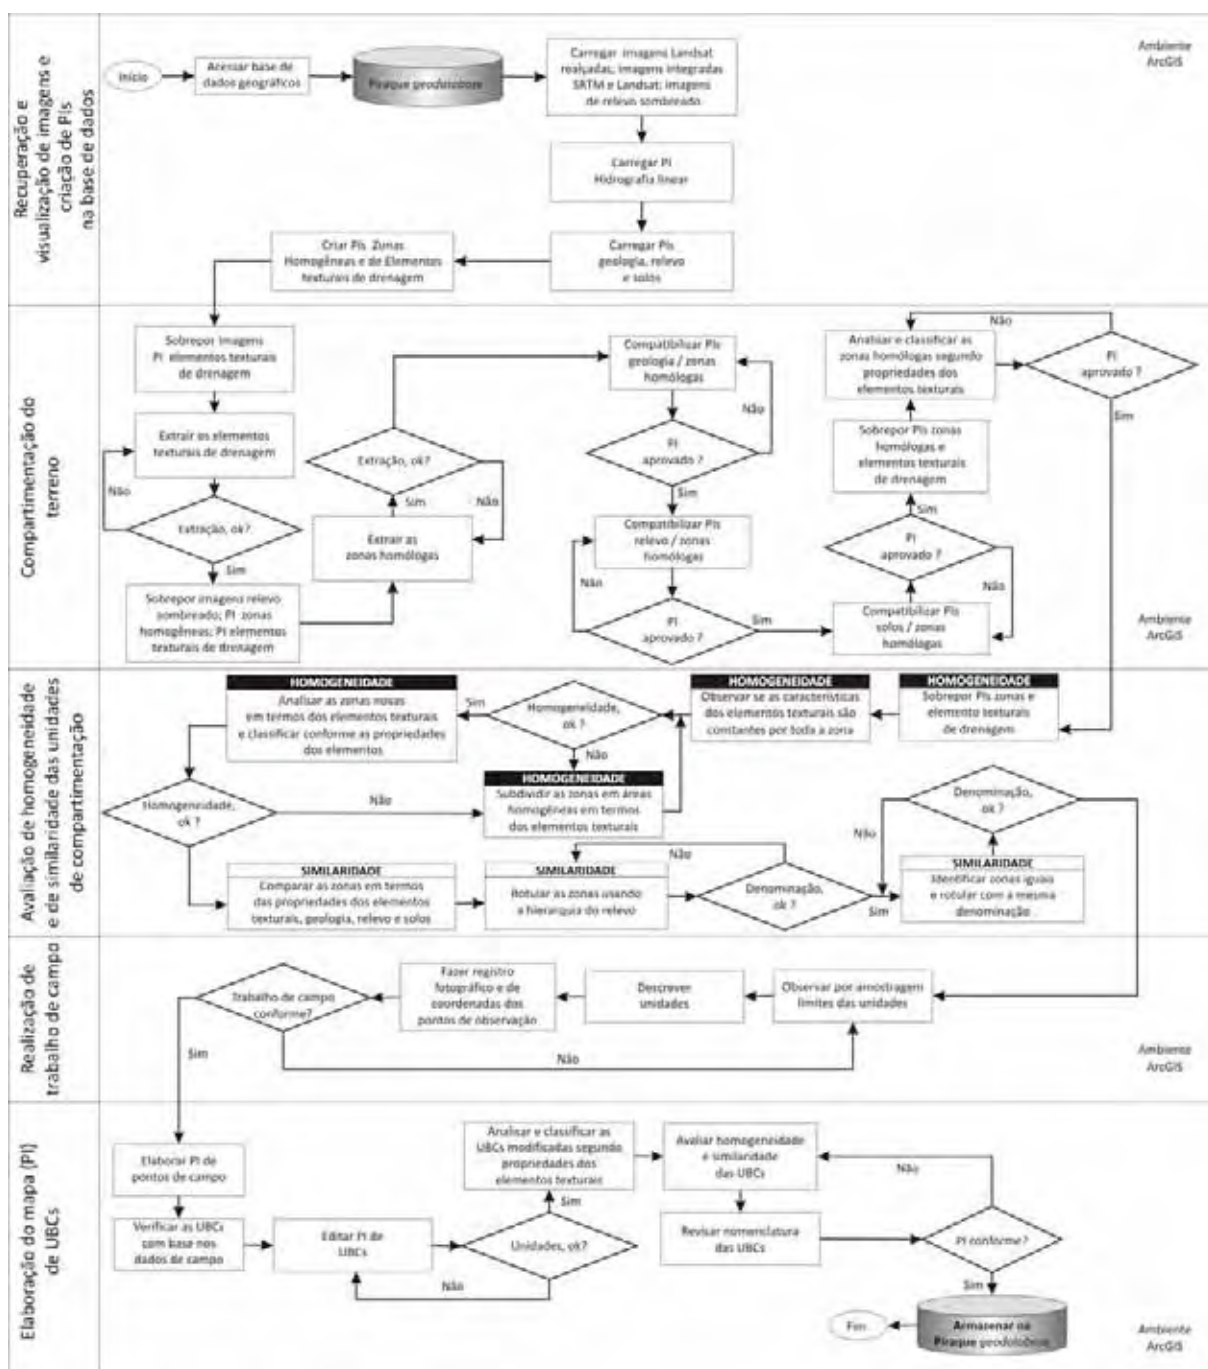 Recuperação e
visualização de imagens e
criação de PIs
na base de dados
Início
Acessar base de
dados geográficos
Piraque geodatabase
Carregar imagens Landsat
realçadas, imagens integradas
SRTM e Landsat; imagens
de relevo sombreado
Ambiente
ArcGIS
Carregar PI
Hidrografia linear
Carregar PIs
geologia, relevo
e solos
Criar PIs Zonas
Homogêneas e de Elementos
texturais de drenagem
Compartimentação do
terreno
Sobrepor imagens
PI elementos texturais
de drenagem
Extrair os elementos
texturais de drenagem
Não
Extração, ok?
Sim
Sobrepor imagens relevo
sombreado; PI zonas
homogêneas; PI elementos
texturais de drenagem
Extrair as
zonas homólogas
Sim
Não
Extração, ok?
Compatibilizar PIs
geologia / zonas
homólogas
Não
PI
aprovado ?
Sim
Compatibilizar PIs
relevo / zonas
homólogas
Não
PI
aprovado ?
Sim
Compatibilizar PIs
solos / zonas
homólogas
Não
PI
aprovado ?
Sim
Sobrepor PIs zonas
homólogas e
elementos texturais
de drenagem
Analisar e classificar as
zonas homólogas segundo
propriedades dos
elementos texturais
Não
PI
aprovado ?
Sim
Ambiente
ArcGIS
Avaliação de homogeneidade
e de similaridade das unidades
de compartimentação
HOMOGENEIDADE
Sobrepor PIs zonas e
elemento texturais
de drenagem
HOMOGENEIDADE
Observar se as características
dos elementos texturais são
constantes por toda a zona
Homogeneidade,
ok ?
Sim
Não
HOMOGENEIDADE
Analisar as zonas novas
em termos dos elementos texturais
e classificar conforme as propriedades
dos elementos
HOMOGENEIDADE
Subdividir as zonas em áreas
homogêneas em termos
dos elementos texturais
Homogeneidade,
ok ?
Não
SIMILARIDADE
Comparar as zonas em termos
das propriedades dos elementos
texturais, geologia, relevo e solos
SIMILARIDADE
Rotular as zonas usando
a hierarquia do relevo
Não
Denominação,
ok ?
Sim
SIMILARIDADE
Identificar zonas iguais
e rotular com a mesma
denominação
Não
Denominação,
ok ?
Realização de
trabalho de campo
Observar por amostragem
limites das unidades
Descrever
unidades
Fazer registro
fotográfico e de
coordenadas dos
pontos de observação
Trabalho de campo
conforme?
Não
Sim
Ambiente
ArcGIS
Elaboração do mapa (PI)
de UBCs
Elaborar PI de
pontos de campo
Verificar as UBCs
com base nos
dados de campo
Editar PI de
UBCs
Não
Unidades, ok?
Sim
Analisar e classificar as
UBCs modificadas segundo
propriedades dos
elementos texturais
Avaliar homogeneidade
e similaridade
das UBCs
Revisar nomenclatura
das UBCs
Não
PI conforme?
Sim
Armazenar na
Piraque geodatabase
Fim
Ambiente
ArcGIS